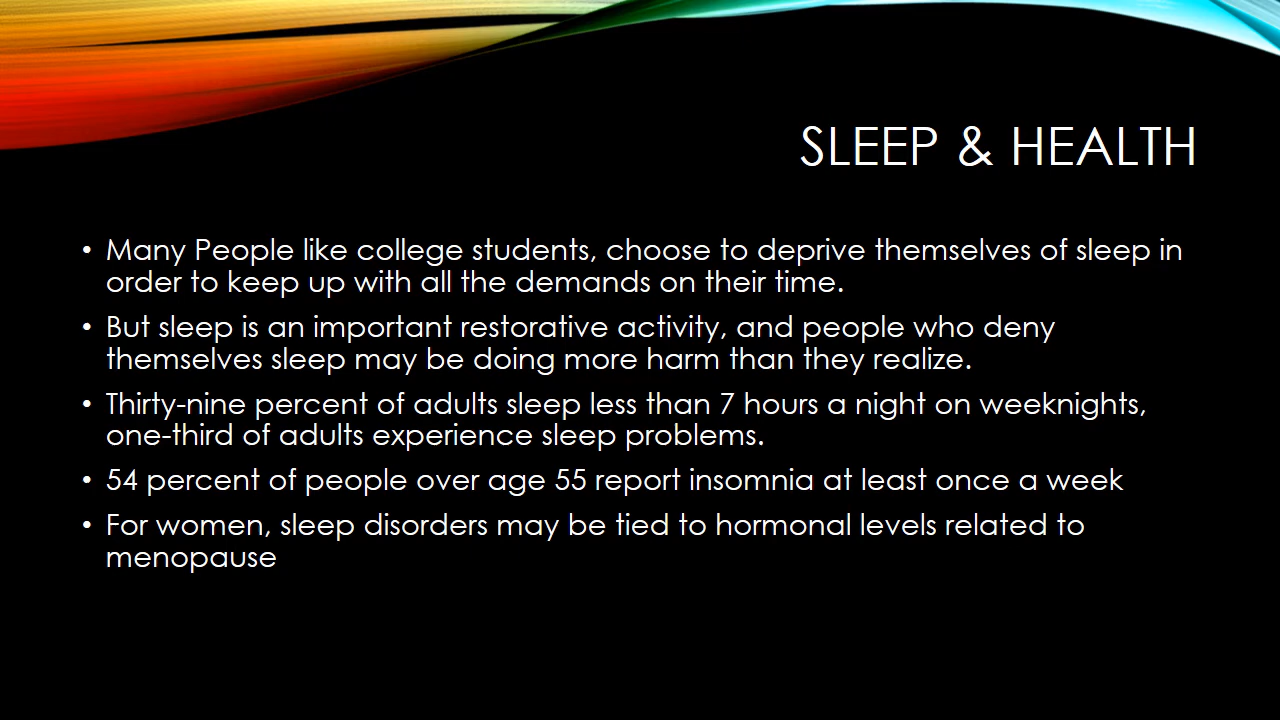 SLEEP & HEALTH
• Many People like college students, choose to deprive themselves of sleep in
order to keep up with all the demands on their time.
• But sleep is an important restorative activity, and people who deny
themselves sleep may be doing more harm than they realize.
• Thirty-nine percent of adults sleep less than 7 hours a night on weeknights,
one-third of adults experience sleep problems.
• 54 percent of people over age 55 report insomnia at least once a week
• For women, sleep disorders may be tied to hormonal levels related to
menopause